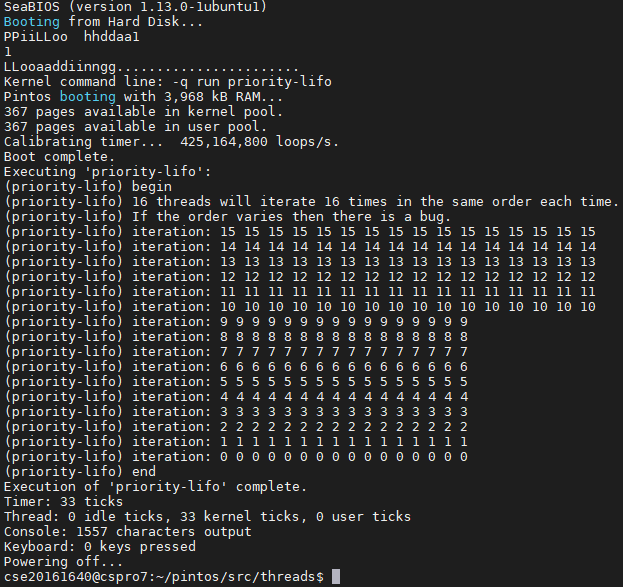 SeaBIOS (version 1.13.0-1ubuntu1)
Booting from Hard Disk...
PPiiLLoo  hhddaa1
1
LLooaaddiinngg.......................
Kernel command line: -q run priority-lifo
Pintos booting with 3,968 kB RAM...
367 pages available in kernel pool.
367 pages available in user pool.
Calibrating timer...  425,164,800 loops/s.
Boot complete.
Executing 'priority-lifo':
(priority-lifo) begin
(priority-lifo) 16 threads will iterate 16 times in the same order each time.
(priority-lifo) If the order varies then there is a bug.
(priority-lifo) iteration: 15 15 15 15 15 15 15 15 15 15 15 15 15 15 15 15
(priority-lifo) iteration: 14 14 14 14 14 14 14 14 14 14 14 14 14 14 14 14
(priority-lifo) iteration: 13 13 13 13 13 13 13 13 13 13 13 13 13 13 13 13
(priority-lifo) iteration: 12 12 12 12 12 12 12 12 12 12 12 12 12 12 12 12
(priority-lifo) iteration: 11 11 11 11 11 11 11 11 11 11 11 11 11 11 11 11
(priority-lifo) iteration: 10 10 10 10 10 10 10 10 10 10 10 10 10 10 10 10
(priority-lifo) iteration: 9 9 9 9 9 9 9 9 9 9 9 9 9 9 9 9
(priority-lifo) iteration: 8 8 8 8 8 8 8 8 8 8 8 8 8 8 8 8
(priority-lifo) iteration: 7 7 7 7 7 7 7 7 7 7 7 7 7 7 7 7
(priority-lifo) iteration: 6 6 6 6 6 6 6 6 6 6 6 6 6 6 6 6
(priority-lifo) iteration: 5 5 5 5 5 5 5 5 5 5 5 5 5 5 5 5
(priority-lifo) iteration: 4 4 4 4 4 4 4 4 4 4 4 4 4 4 4 4
(priority-lifo) iteration: 3 3 3 3 3 3 3 3 3 3 3 3 3 3 3 3
(priority-lifo) iteration: 2 2 2 2 2 2 2 2 2 2 2 2 2 2 2 2
(priority-lifo) iteration: 1 1 1 1 1 1 1 1 1 1 1 1 1 1 1 1
(priority-lifo) iteration: 0 0 0 0 0 0 0 0 0 0 0 0 0 0 0 0
(priority-lifo) end
Execution of 'priority-lifo' complete.
Timer: 33 ticks
Thread: 0 idle ticks, 33 kernel ticks, 0 user ticks
Console: 1557 characters output
Keyboard: 0 keys pressed
Powering off...
cse20161640@cspro7:~/pintos/src/threads$